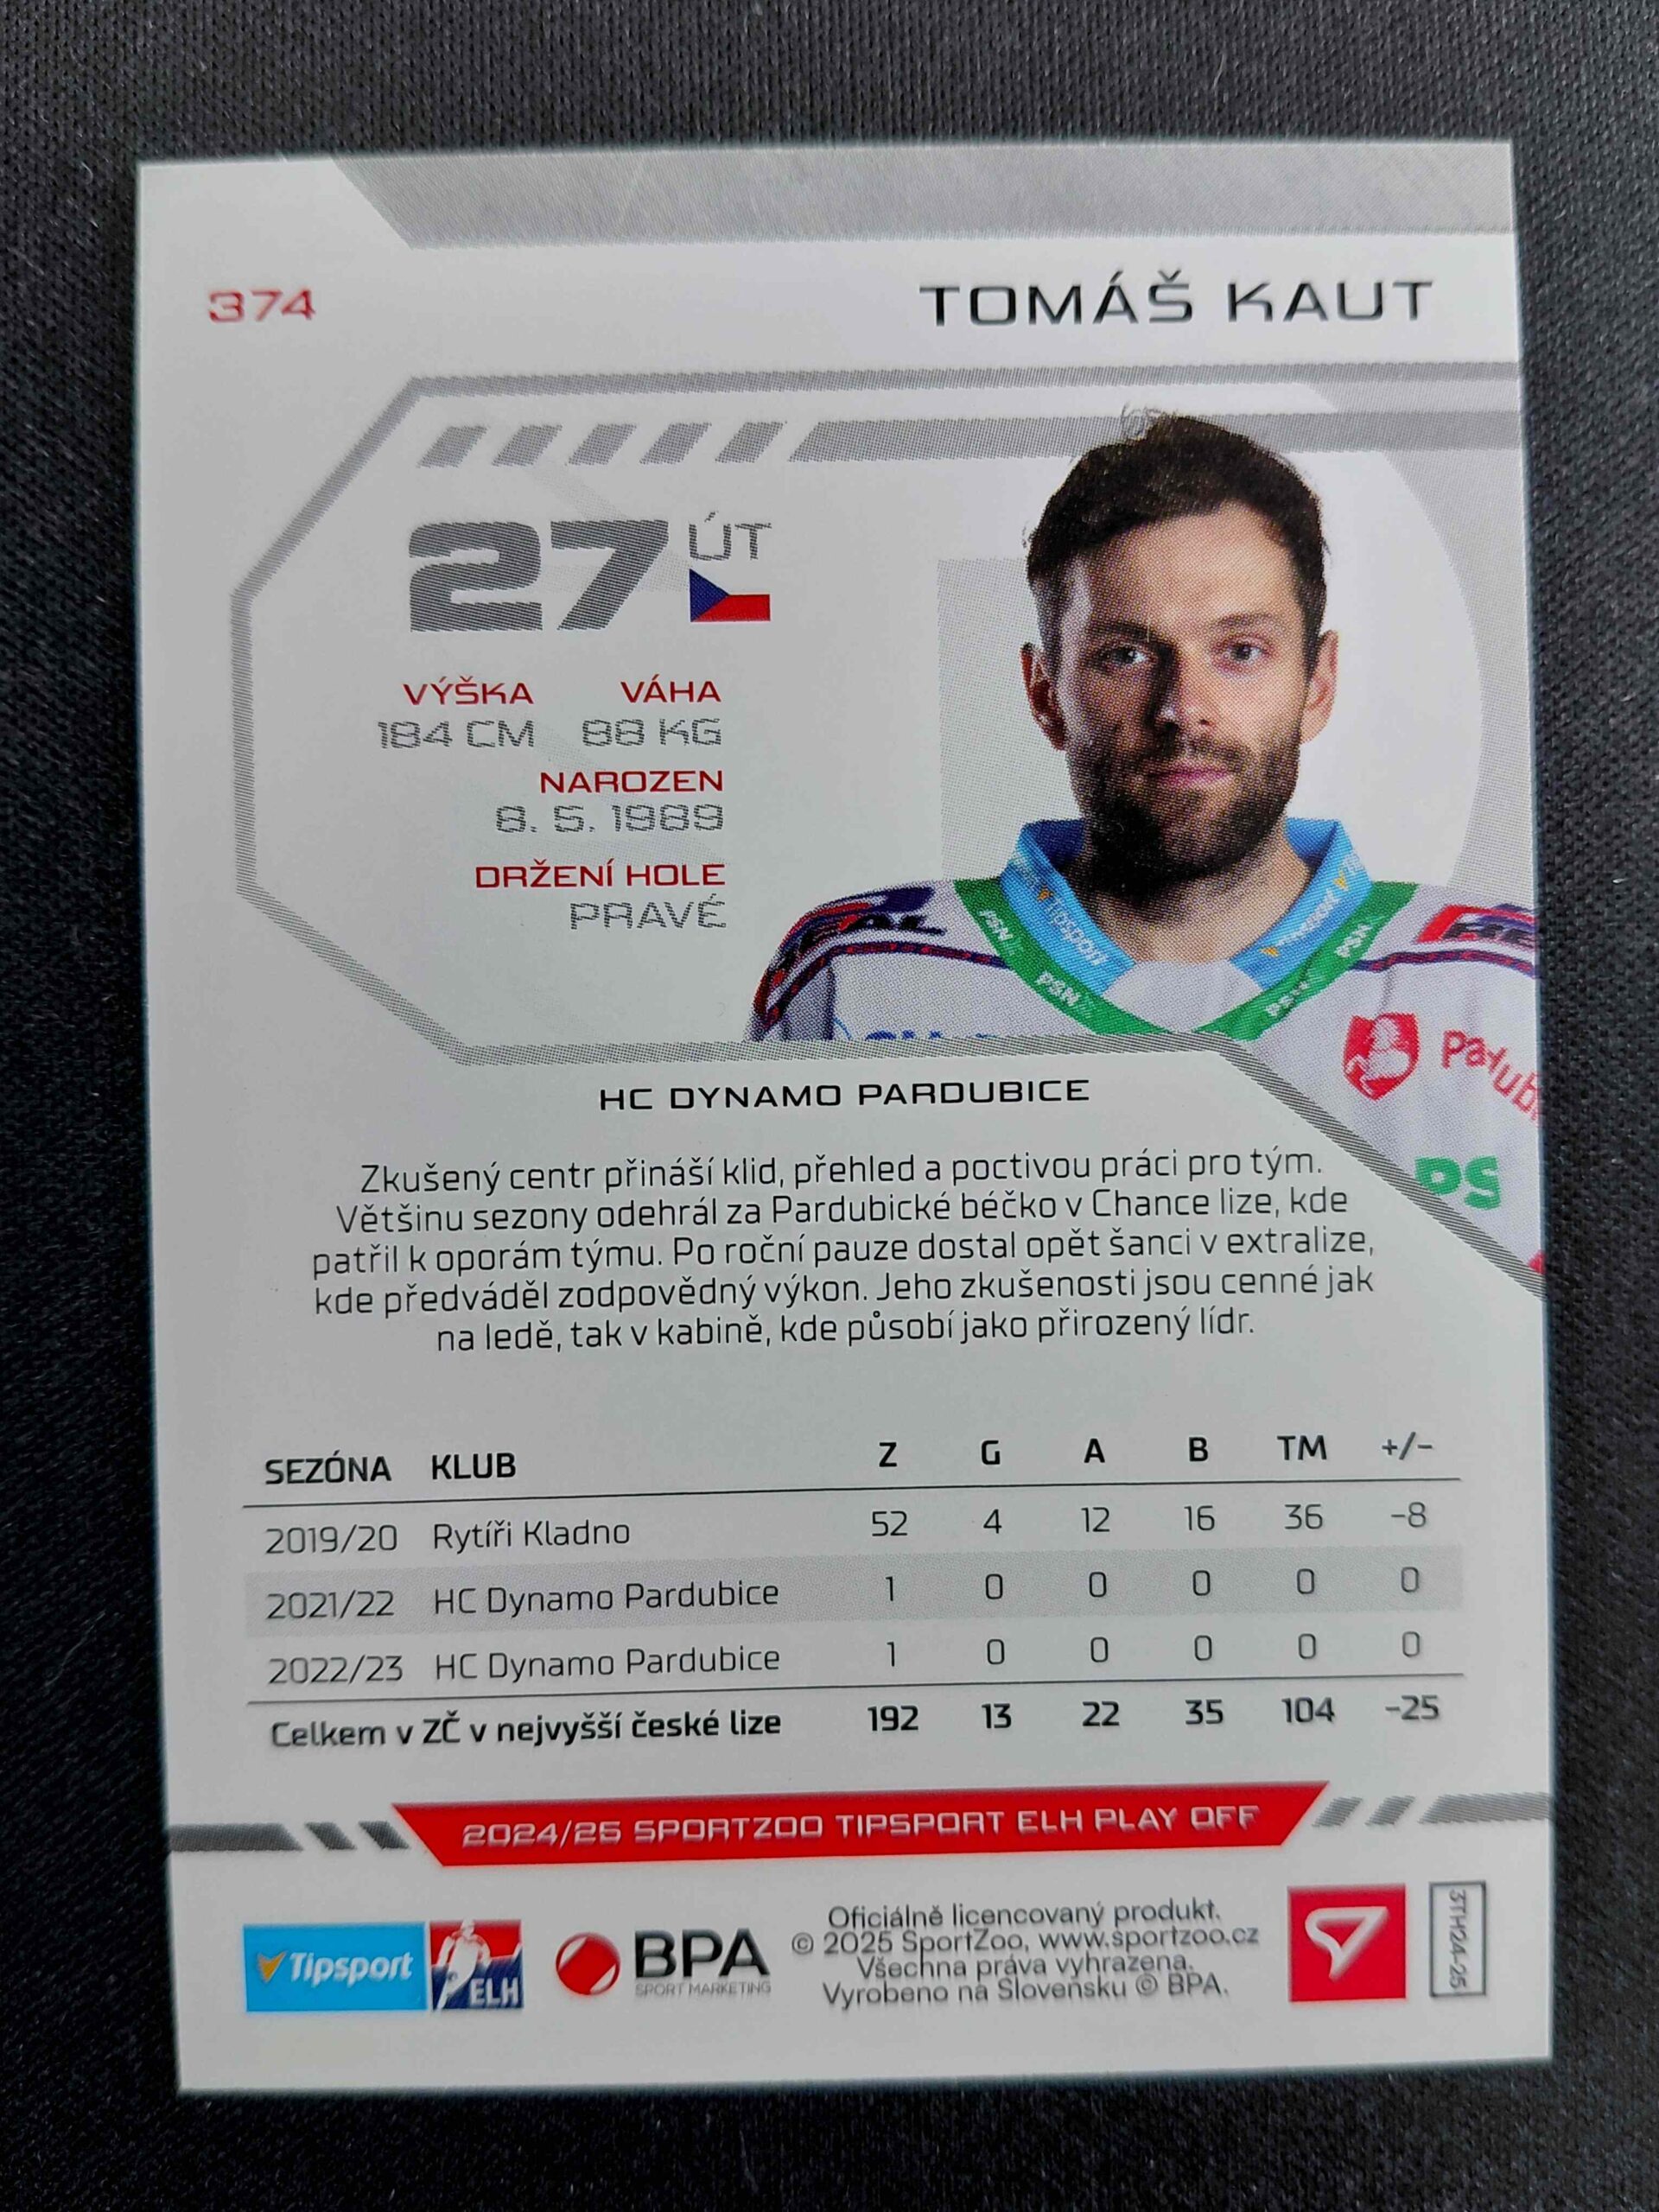 374
TOMÁŠ KAUT
27 ÚT
VÝŠKA VÁHA
184 CM 88 KG
NAROZEN
8. 5. 1989
DRŽENÍ HOLE
PRAVÉ
Tipsport
PSN
PSN
PSN
HC DYNAMO PARDUBICE
Zkušený centr přináší klid, přehled a poctivou práci pro tým.
Většinu sezony odehrál za Pardubické béčko v Chance lize, kde
patřil k oporám týmu. Po roční pauze dostal opět šanci v extralize,
kde předváděl zodpovědný výkon. Jeho zkušenosti jsou cenné jak
na ledě, tak v kabině, kde působí jako přirozený lídr.
SEZÓNA KLUB Z G A B TM +/-
2019/20 Rytíři Kladno 52 4 12 16 36 -8
2021/22 HC Dynamo Pardubice 1 0 0 0 0 0
2022/23 HC Dynamo Pardubice 1 0 0 0 0 0
Celkem v ZČ v nejvyšší české lize 192 13 22 35 104 -25
2024/25 SPORTZOO TIPSPORT ELH PLAY OFF
Tipsport ELH
BPA
SPORT MARKETING
Oficiálně licencovaný produkt.
© 2025 SportZoo, www.sportzoo.cz
Všechna práva vyhrazena.
Vyrobeno na Slovensku © BPA.
3TH24-25